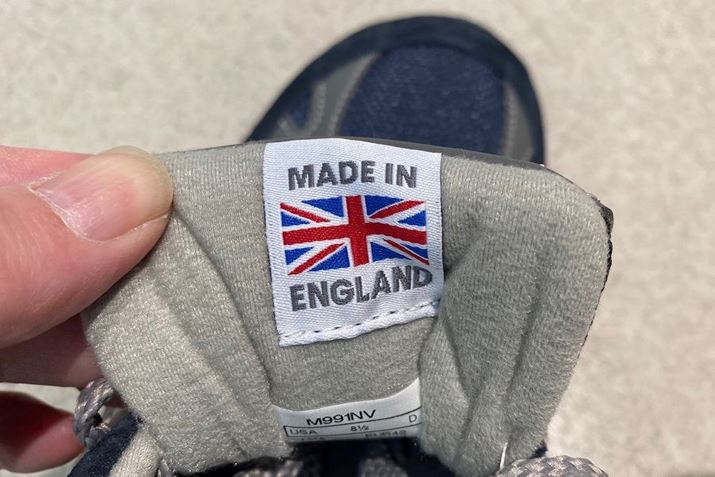 MADE IN
ENGLAND
M991NV D
USA 8½